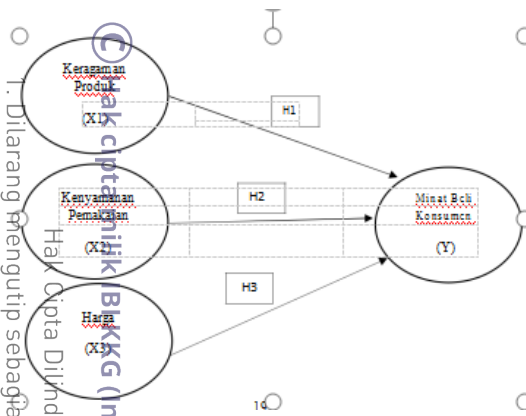 Keragaman
Produk
(X1)
H1
Kenyamanan
Pemakaian
(X2)
H2
Minat Beli
Konsumen
(Y)
H3
Harga
(X3)
© Hak cipta milik IBIKKG (In
Hak Cipta Dilind
1. Dilarang mengutip sebagia